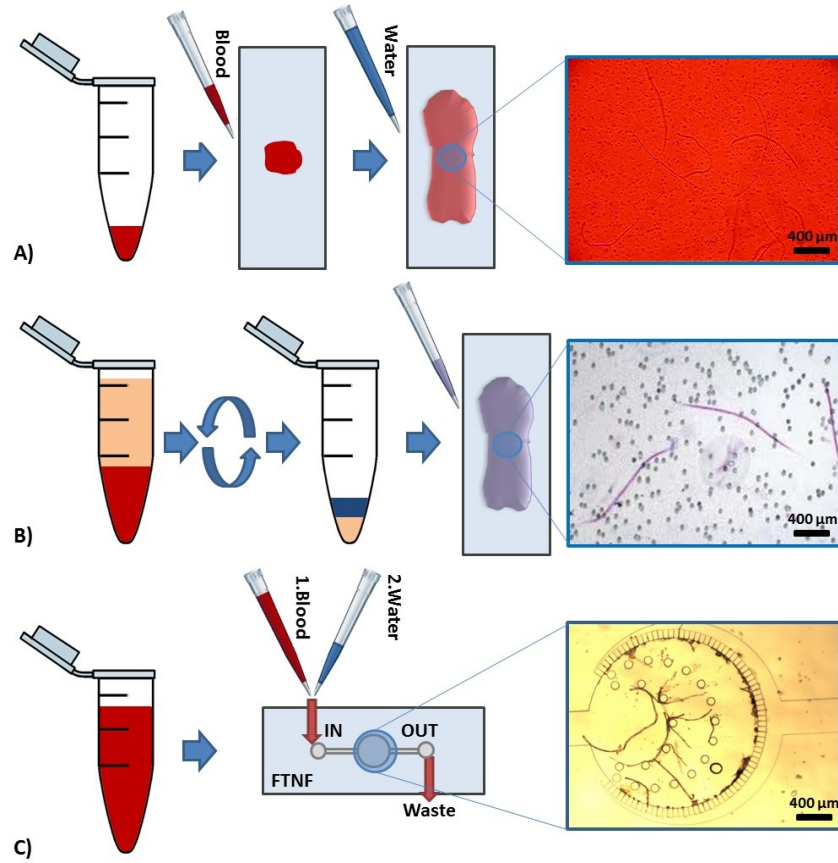 Blood
Water
400 µm
A)
400 µm
B)
1.Blood
2.Water
IN
OUT
FTNF
Waste
400 µm
C)